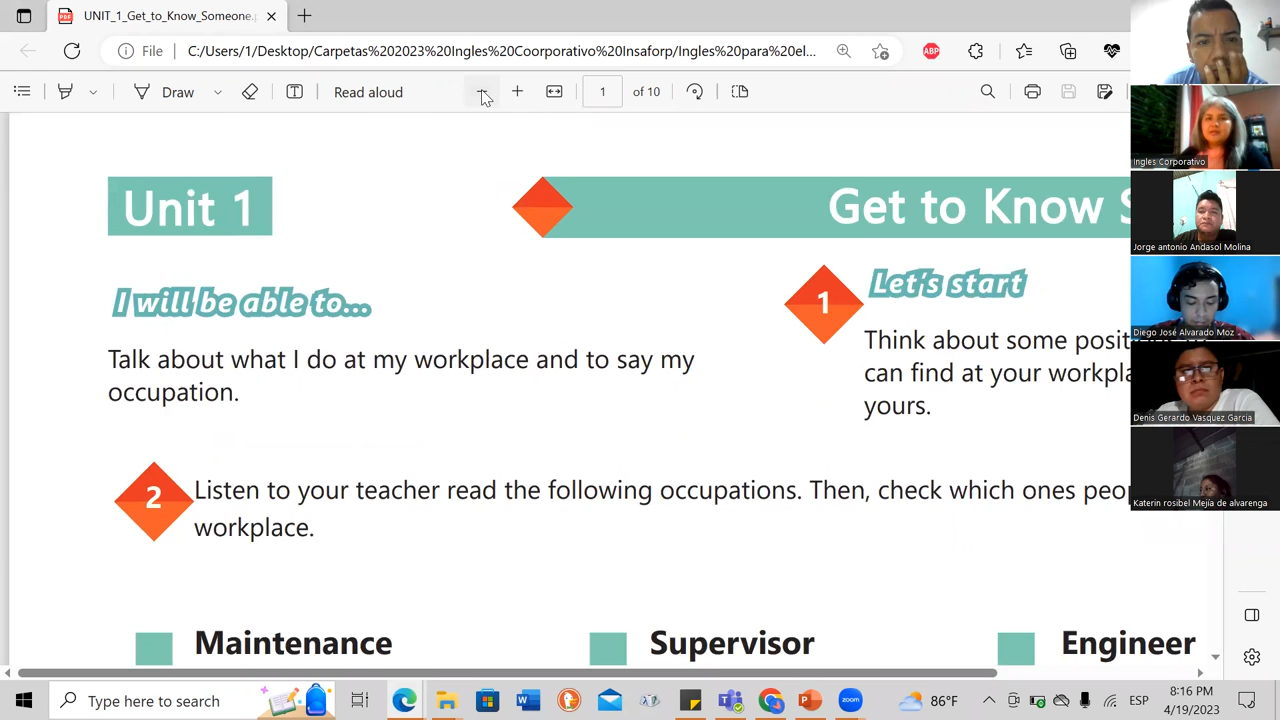 UNIT_1_Get_to_Know_Someone.p
File
C:/Users/1/Desktop/Carpetas%202023%20Ingles%20Coorporativo%20Insaforp/Ingles%20para%20el...
ABP
Draw
Read aloud
1
of 10
Unit 1
Get to Know S
I will be able to...
1
Let's start
Talk about what I do at my workplace and to say my
occupation.
Think about some posit
can find at your workpla
yours.
2
Listen to your teacher read the following occupations. Then, check which ones peo
workplace.
Maintenance
Supervisor
Engineer
Ingles Corporativo
Jorge antonio Andasol Molina
Diego José Alvarado Moz
Denis Gerardo Vasquez Garcia
Katerin rosibel Mejía de alvarenga
Type here to search
86°F
ESP
8:16 PM
4/19/2023